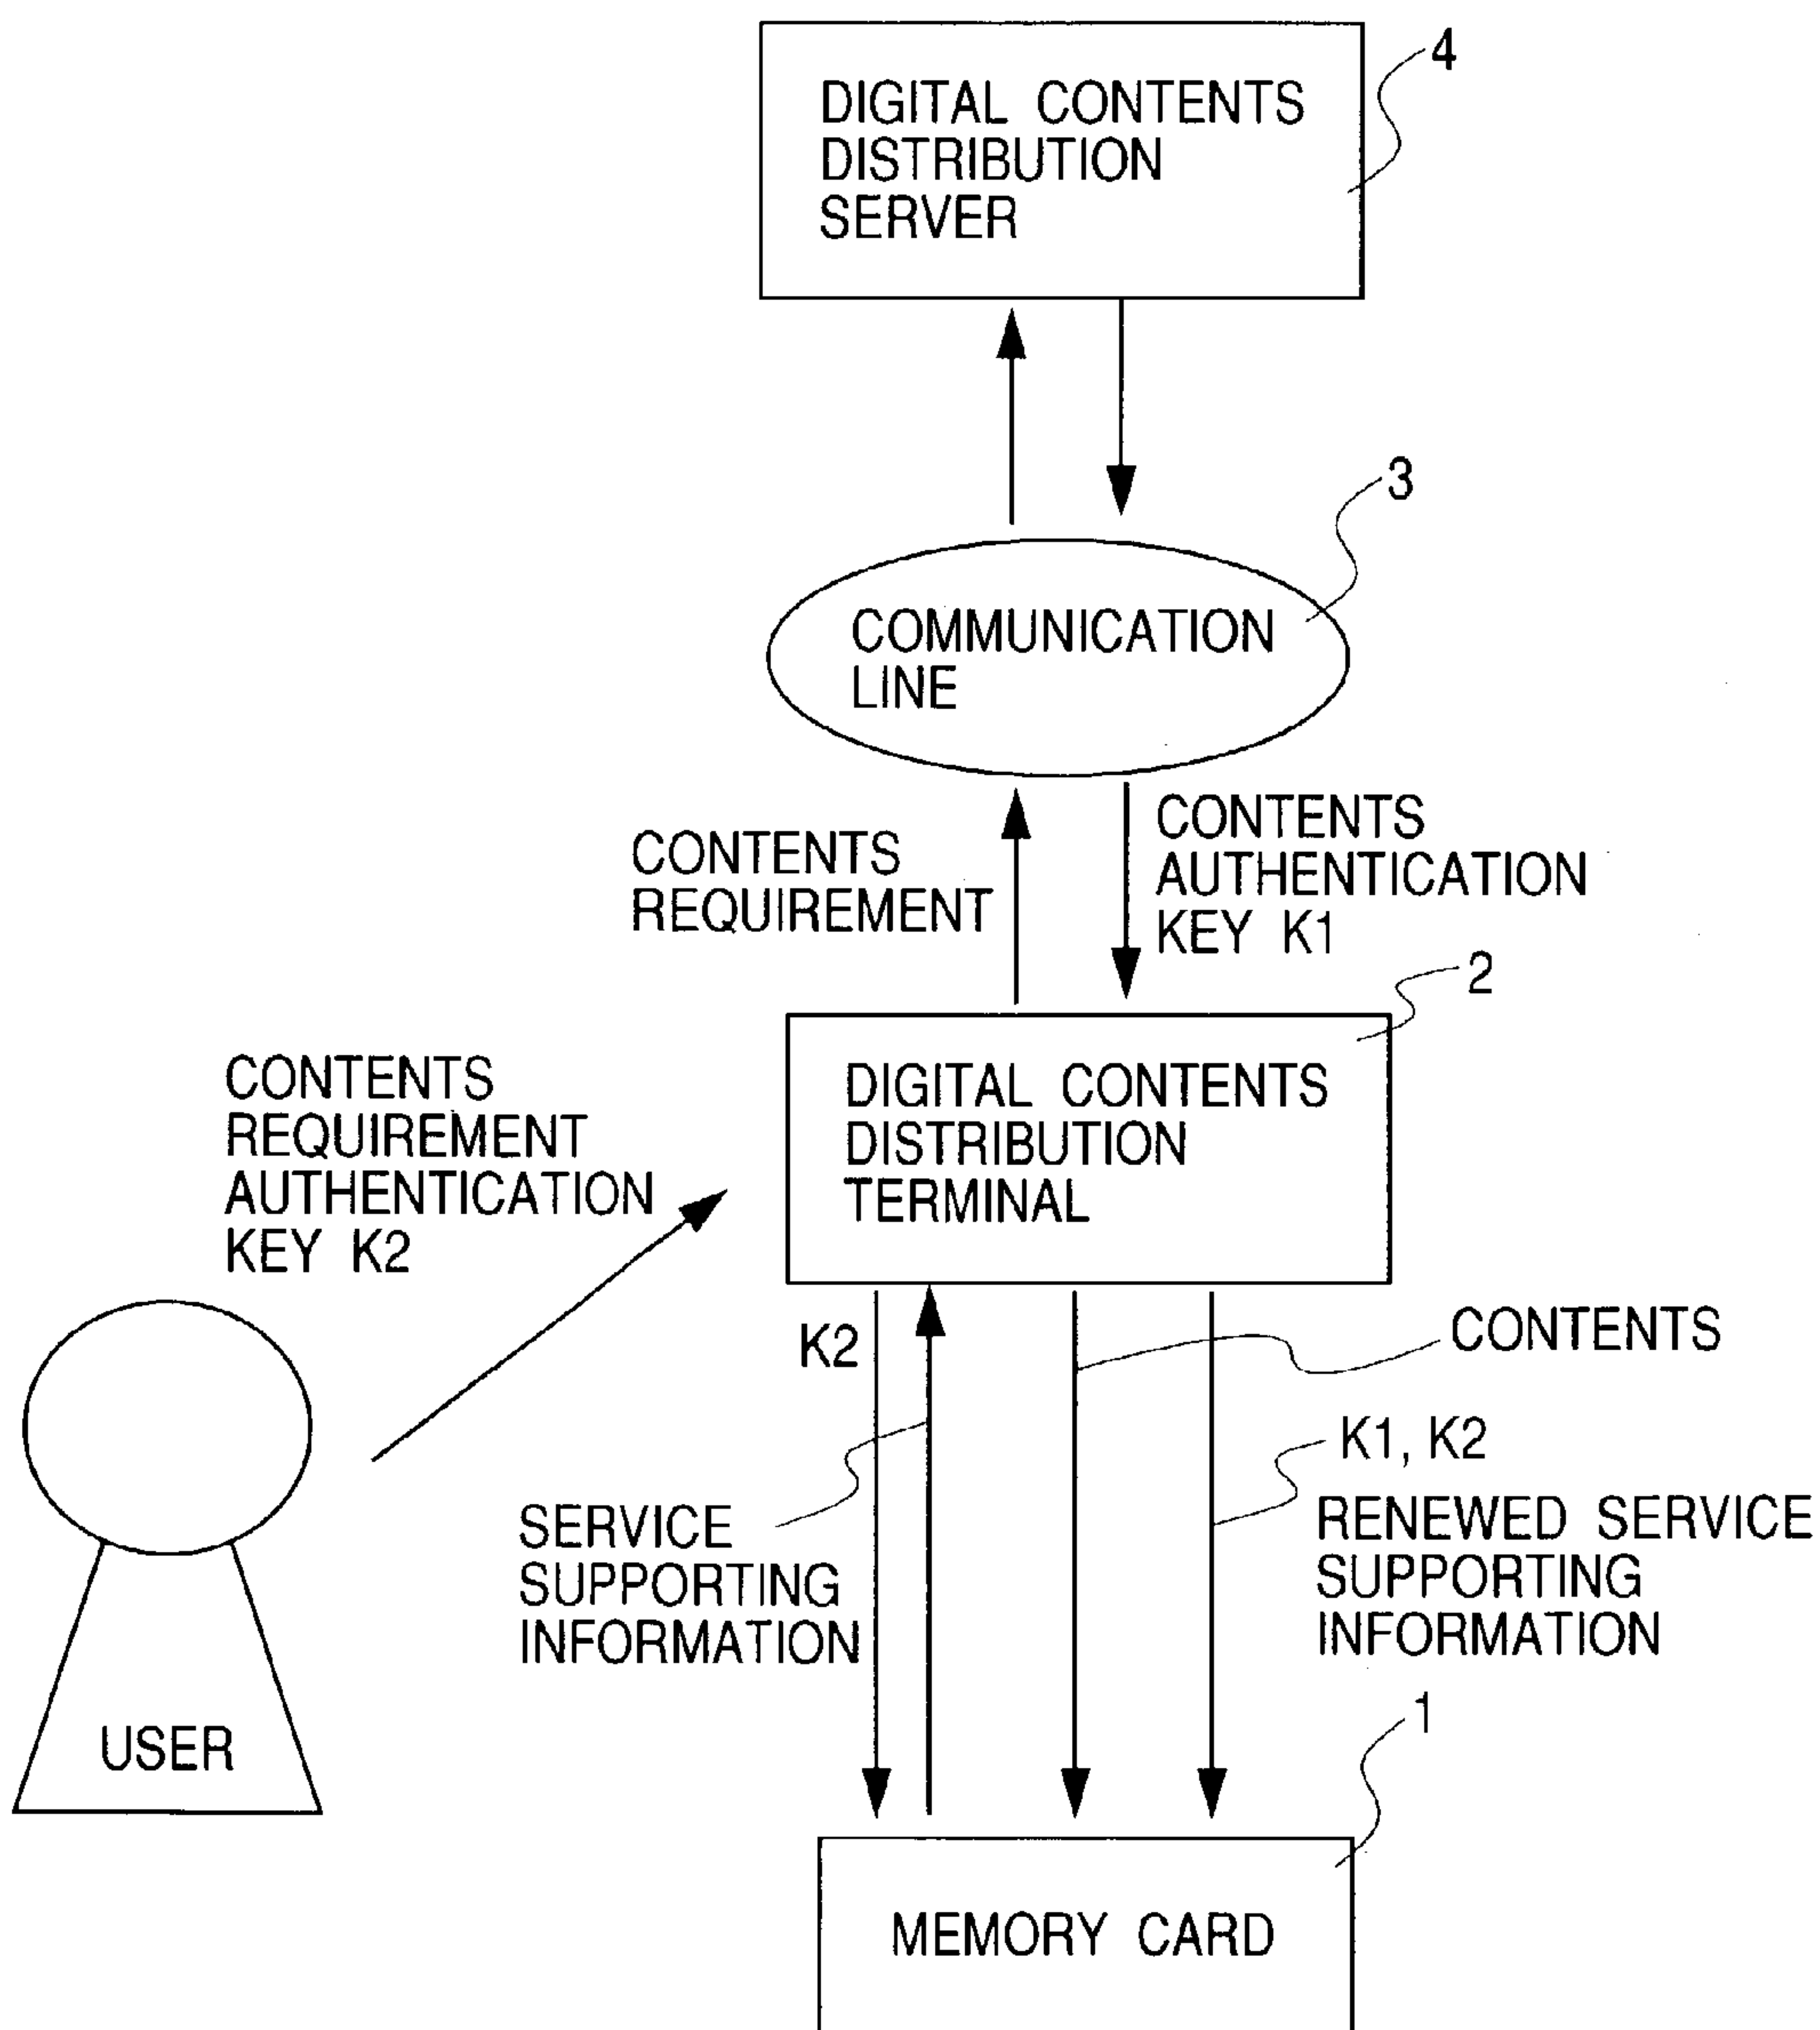 4
DIGITAL CONTENTS
DISTRIBUTION
SERVER
3
COMMUNICATION
LINE
CONTENTS
REQUIREMENT
CONTENTS
AUTHENTICATION
KEY K1
2
DIGITAL CONTENTS
DISTRIBUTION
TERMINAL
CONTENTS
REQUIREMENT
AUTHENTICATION
KEY K2
K2
CONTENTS
K1, K2
SERVICE
SUPPORTING
INFORMATION
RENEWED SERVICE
SUPPORTING
INFORMATION
1
USER
MEMORY CARD